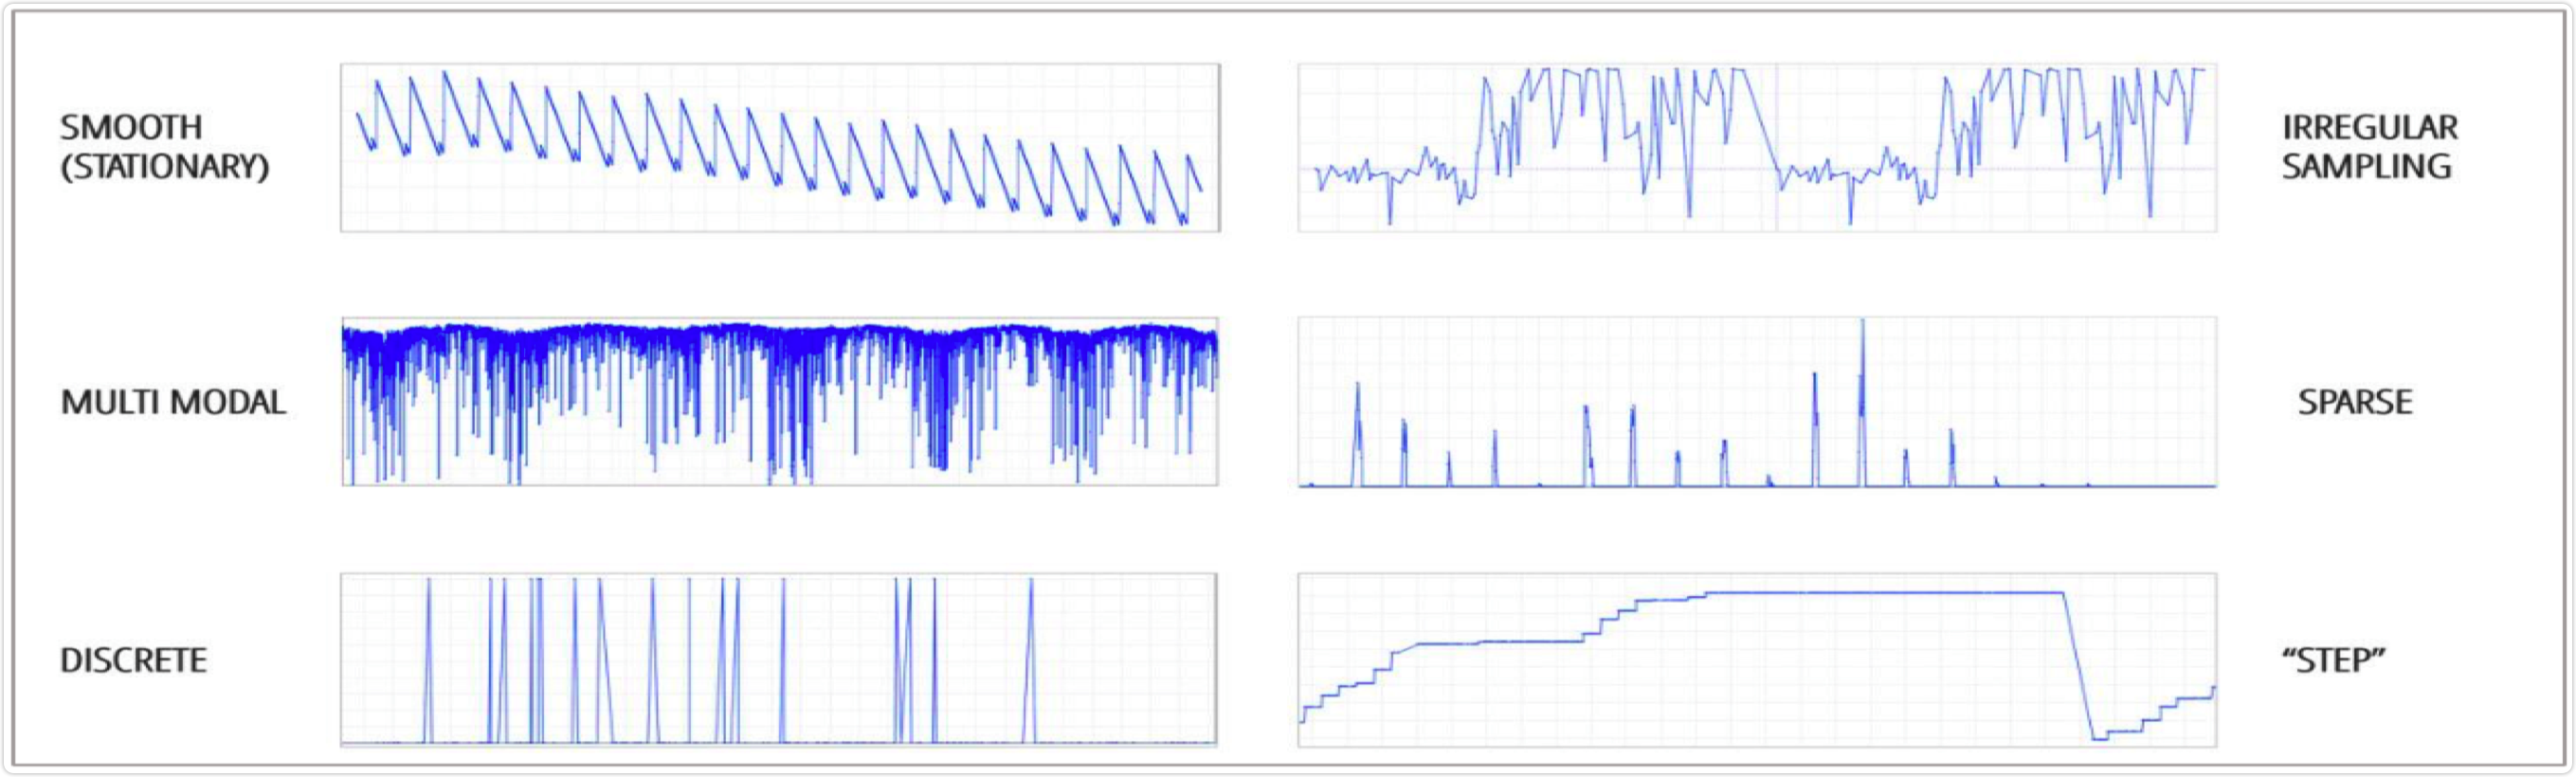 SMOOTH
(STATIONARY)
IRREGULAR
SAMPLING
MULTI MODAL
SPARSE
DISCRETE
“STEP”